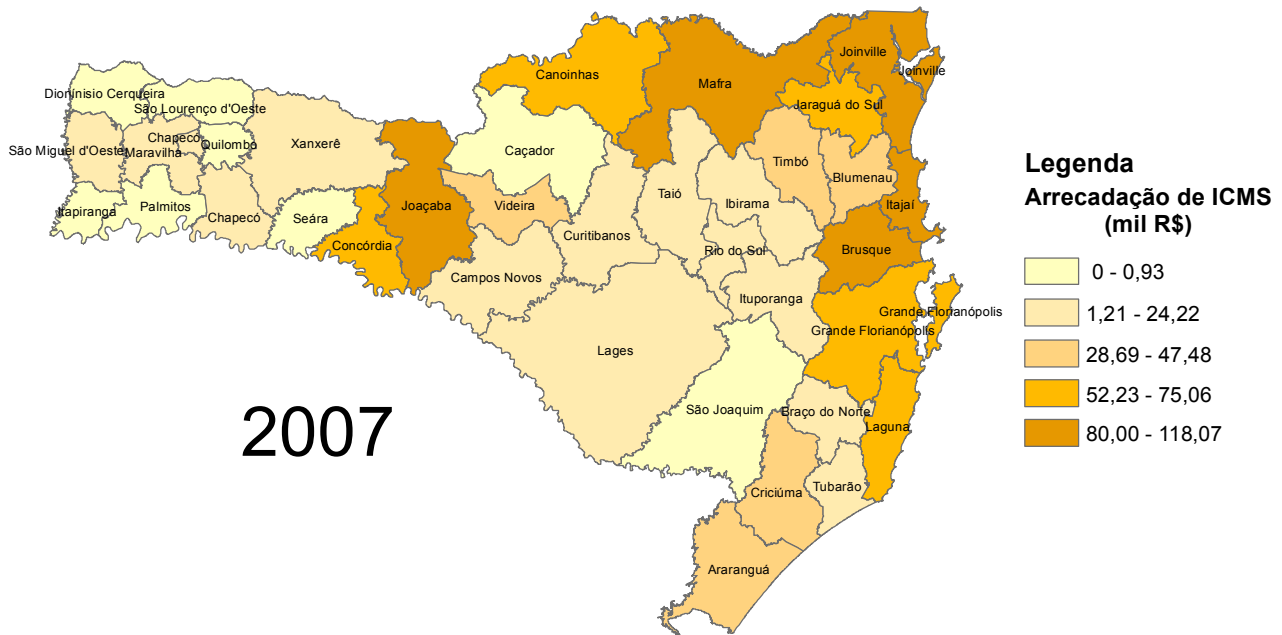 Joinville
Joinville
Canoinhas
Mafra
Dionínisio Cerqueira
Jaraguá do Sul
São Lourenço d'Oeste
Chapecó
Xanxerê
Quilombo
São Miguel d'Oeste
Maravilha
Caçador
Timbó
Blumenau
Legenda
Arrecadação de ICMS
(mil R$)
Taió
Ibirama
Itapiranga
Palmitos
Joaçaba
Videira
Itajaí
Chapecó
Seára
Curitibanos
Concórdia
Rio do Sul
Brusque
Campos Novos
0 - 0,93
Ituporanga
Grande Florianópolis
1,21 - 24,22
Grande Florianópolis
Lages
28,69 - 47,48
52,23 - 75,06
2007
São Joaquim
Braço do Norte
Laguna
80,00 - 118,07
Tubarão
Criciúma
Araranguá